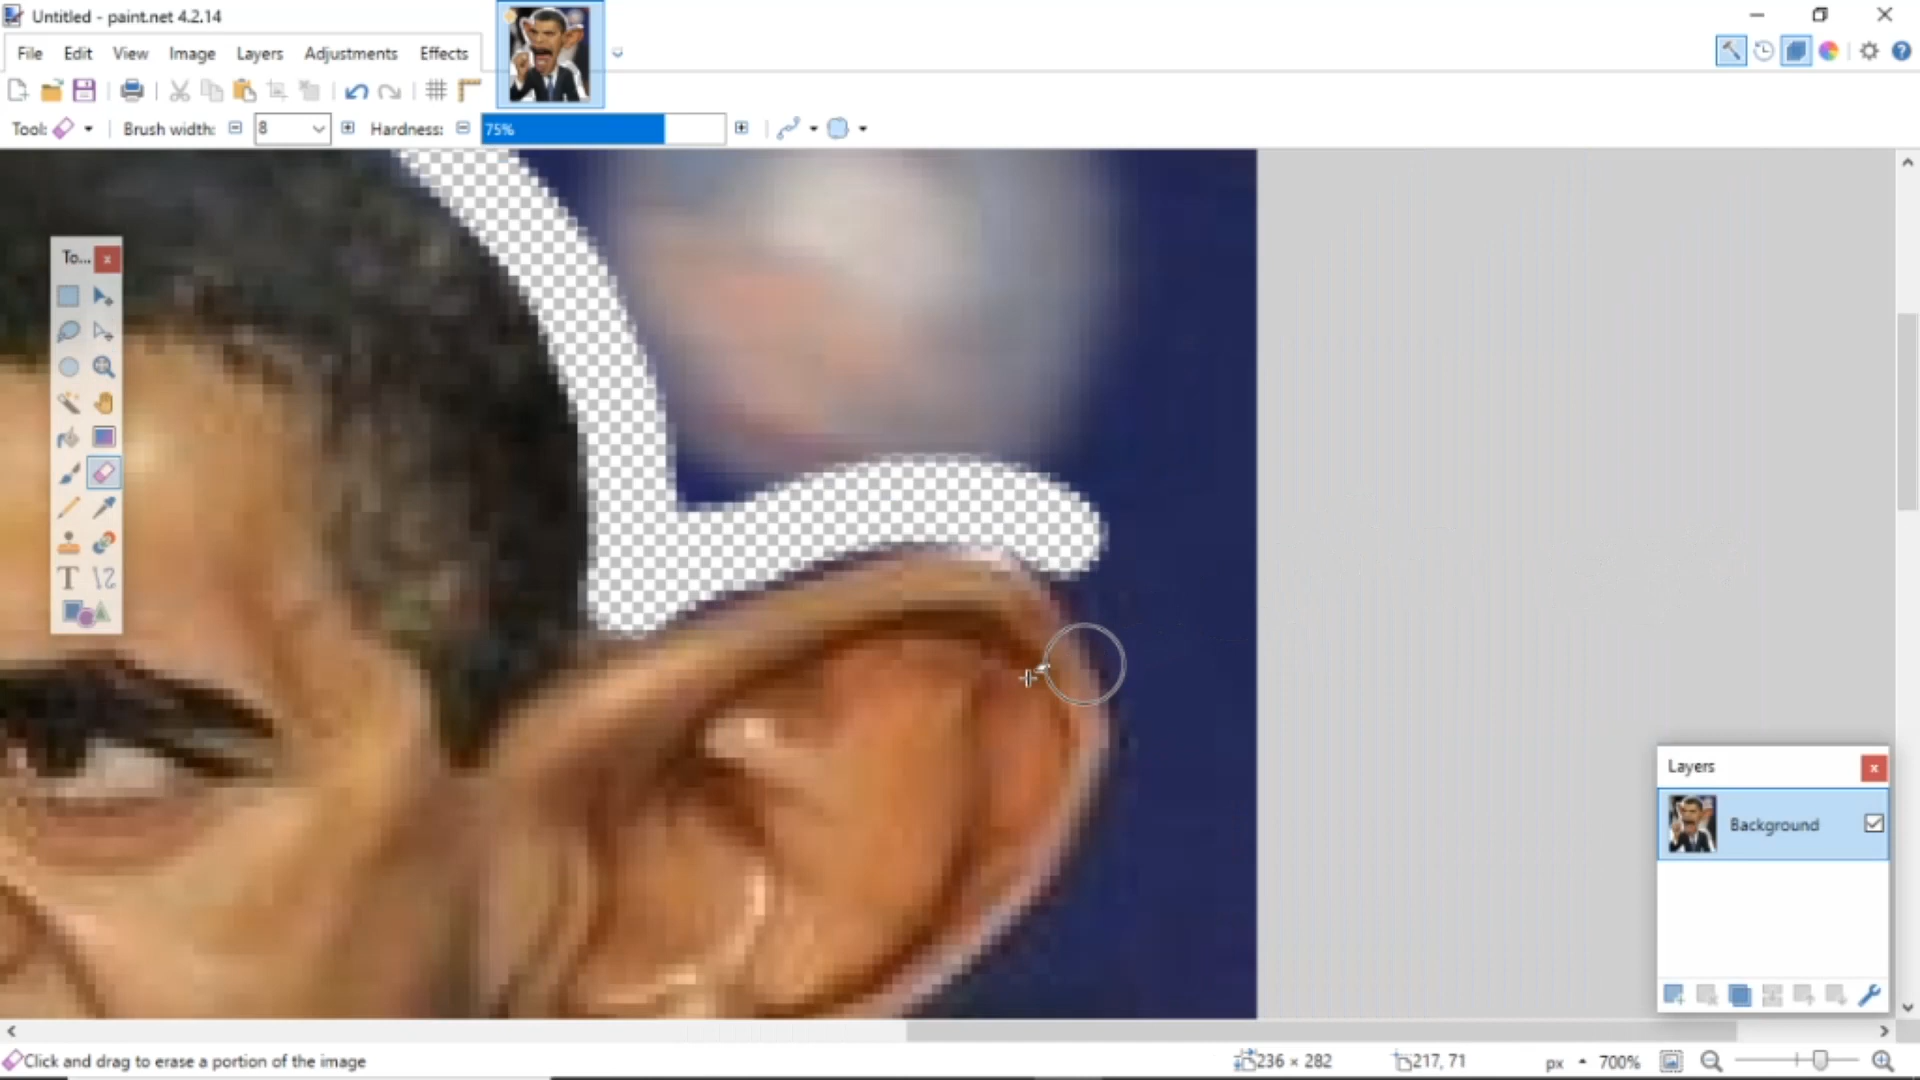 Untitled - paint.net 4.2.14
File Edit View Image Layers Adjustments Effects
Tool: Brush width: 8 Hardness: 75%
To...
T
Layers
Background
Click and drag to erase a portion of the image
236 × 282
217, 71
px
700%